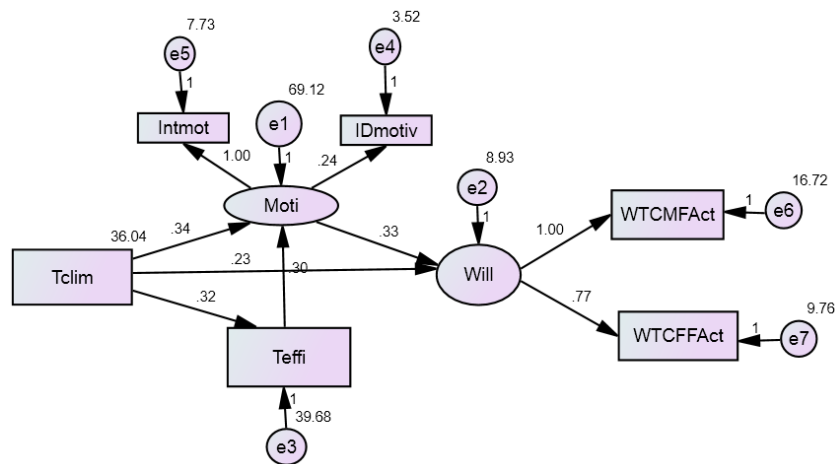 7.73
3.52
e5
e4
69.12
1
1
Intmot
e1
IDmotiv
1.00
1
.24
8.93
16.72
Moti
e2
WTCMFAct
1
e6
36.04
.34
.33
1
1.00
Tclim
.23
.30
Will
.32
.77
9.76
Teffi
WTCFFAct
1
e7
1
39.68
e3